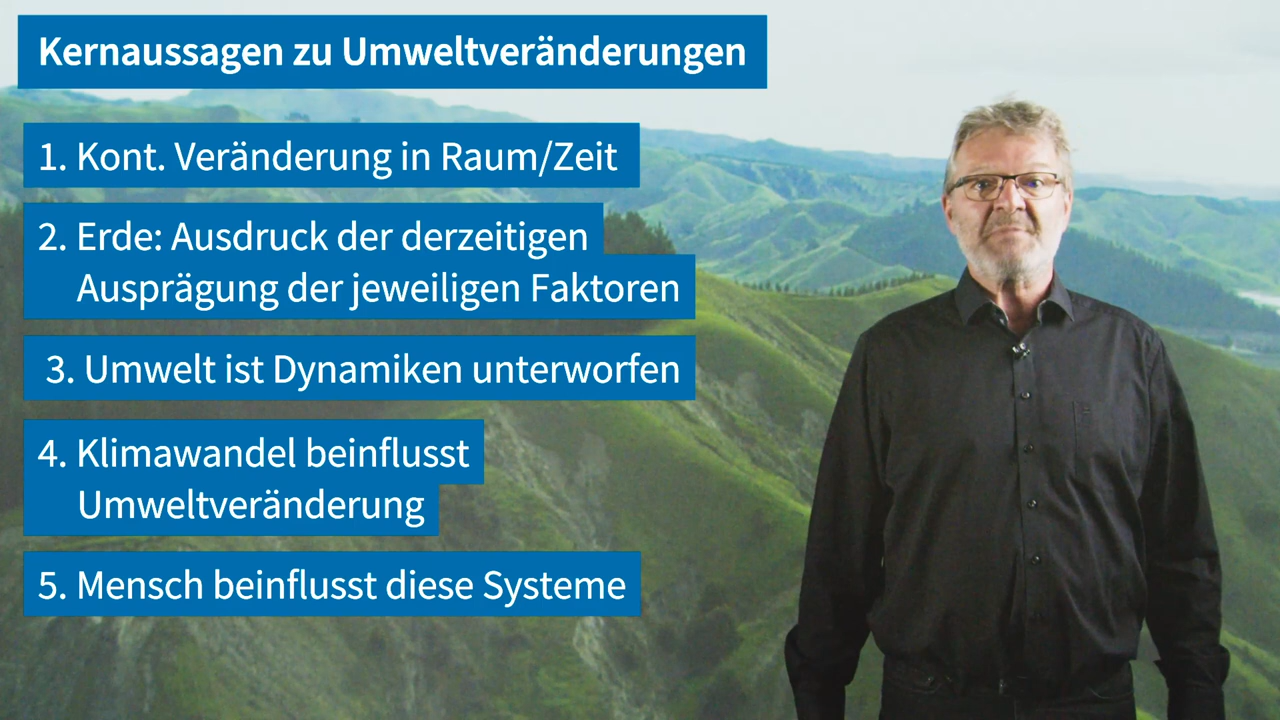 Kernaussagen zu Umweltveränderungen
1. Kont. Veränderung in Raum/Zeit
2. Erde: Ausdruck der derzeitigen
Ausprägung der jeweiligen Faktoren
3. Umwelt ist Dynamiken unterworfen
4. Klimawandel beinflusst
Umweltveränderung
5. Mensch beinflusst diese Systeme